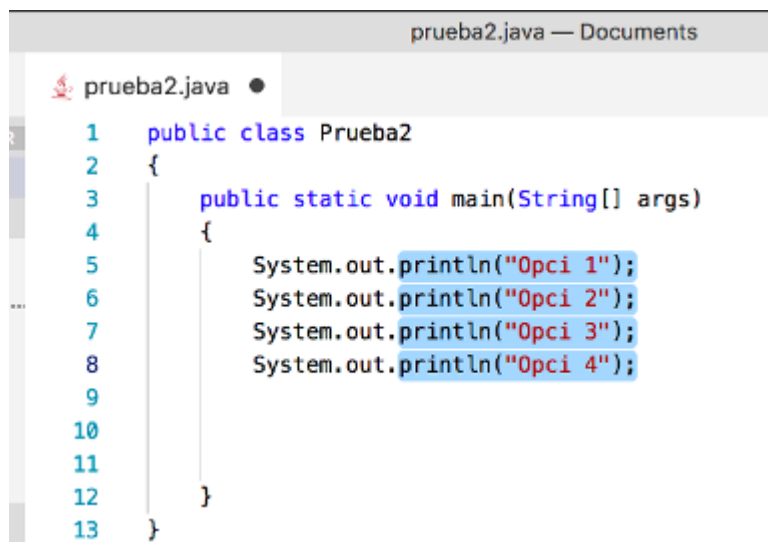 prueba2.java — Documents
prueba2.java ●
1 public class Prueba2
2 {
3 public static void main(String[] args)
4 {
5 System.out.println("Opci 1");
6 System.out.println("Opci 2");
7 System.out.println("Opci 3");
8 System.out.println("Opci 4");
9
10
11
12 }
13 }